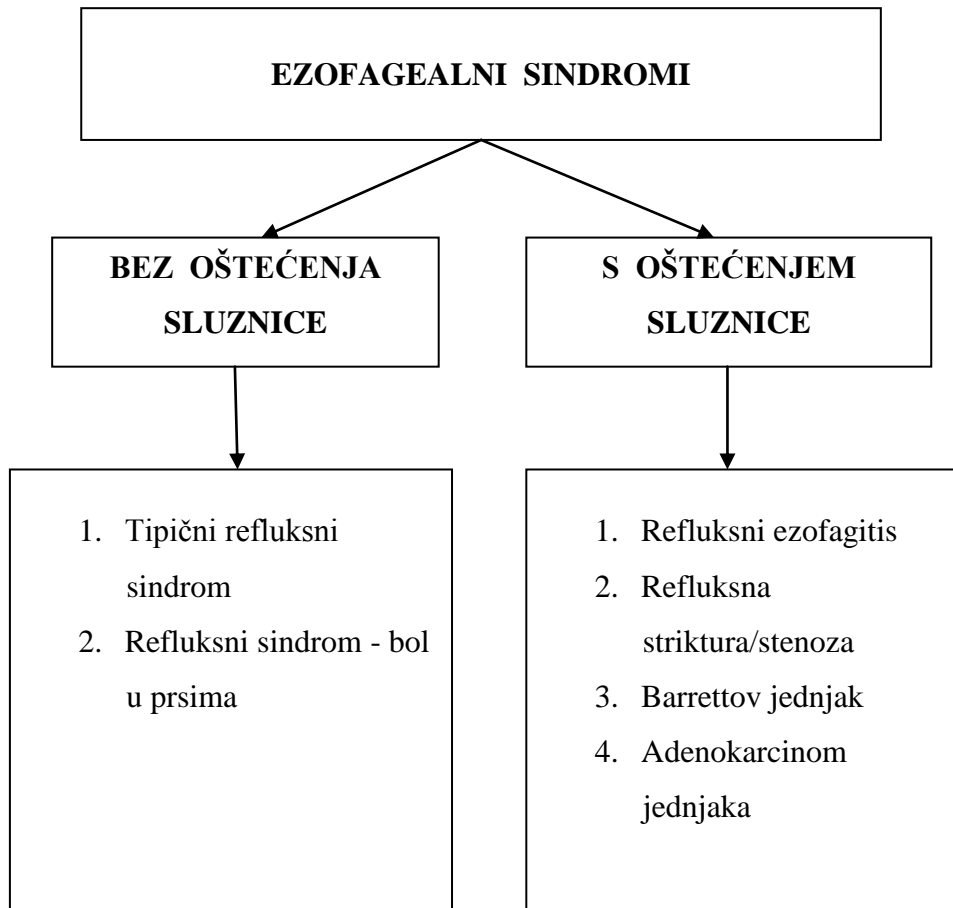 EZOFAGEALNI SINDROMI
BEZ OŠTEĆENJA
SLUZNICE
S OŠTEĆENJEM
SLUZNICE
1. Tipični refluksni
sindrom
2. Refluksni sindrom - bol
u prsima
1. Refluksni ezofagitis
2. Refluksna
striktura/stenoza
3. Barrettov jednjak
4. Adenokarcinom
jednjaka